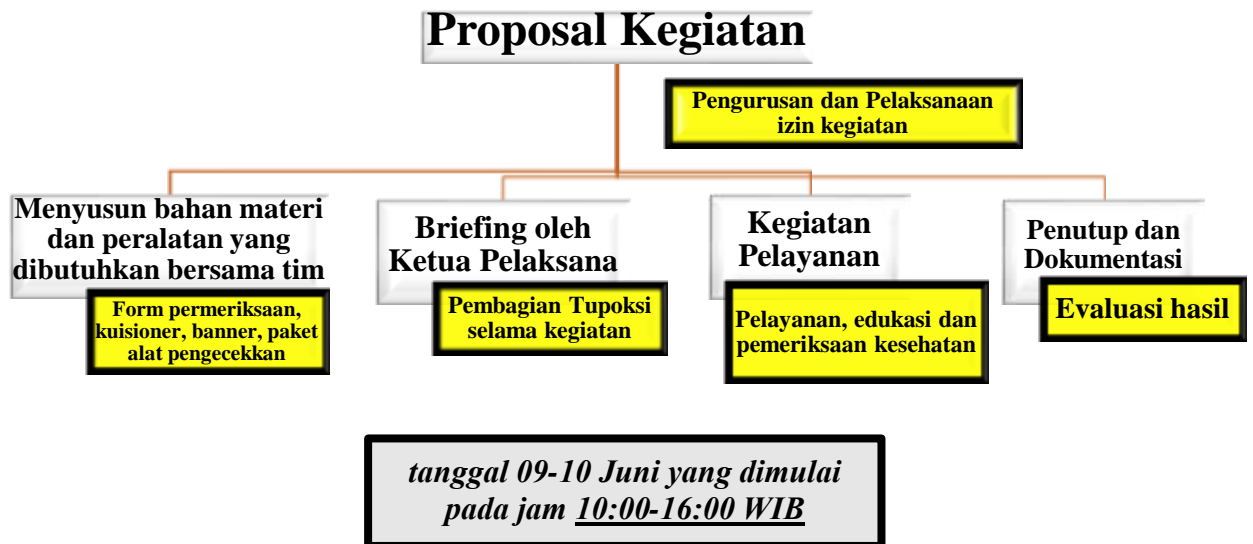 Proposal Kegiatan
Pengurusan dan Pelaksanaan
izin kegiatan
Menyusun bahan materi
dan peralatan yang
dibutuhkan bersama tim
Form permeriksaan,
kuisioner, banner, paket
alat pengecekkan
Briefing oleh
Ketua Pelaksana
Pembagian Tupoksi
selama kegiatan
Kegiatan
Pelayanan
Pelayanan, edukasi dan
pemeriksaan kesehatan
Penutup dan
Dokumentasi
Evaluasi hasil
tanggal 09-10 Juni yang dimulai
pada jam 10:00-16:00 WIB